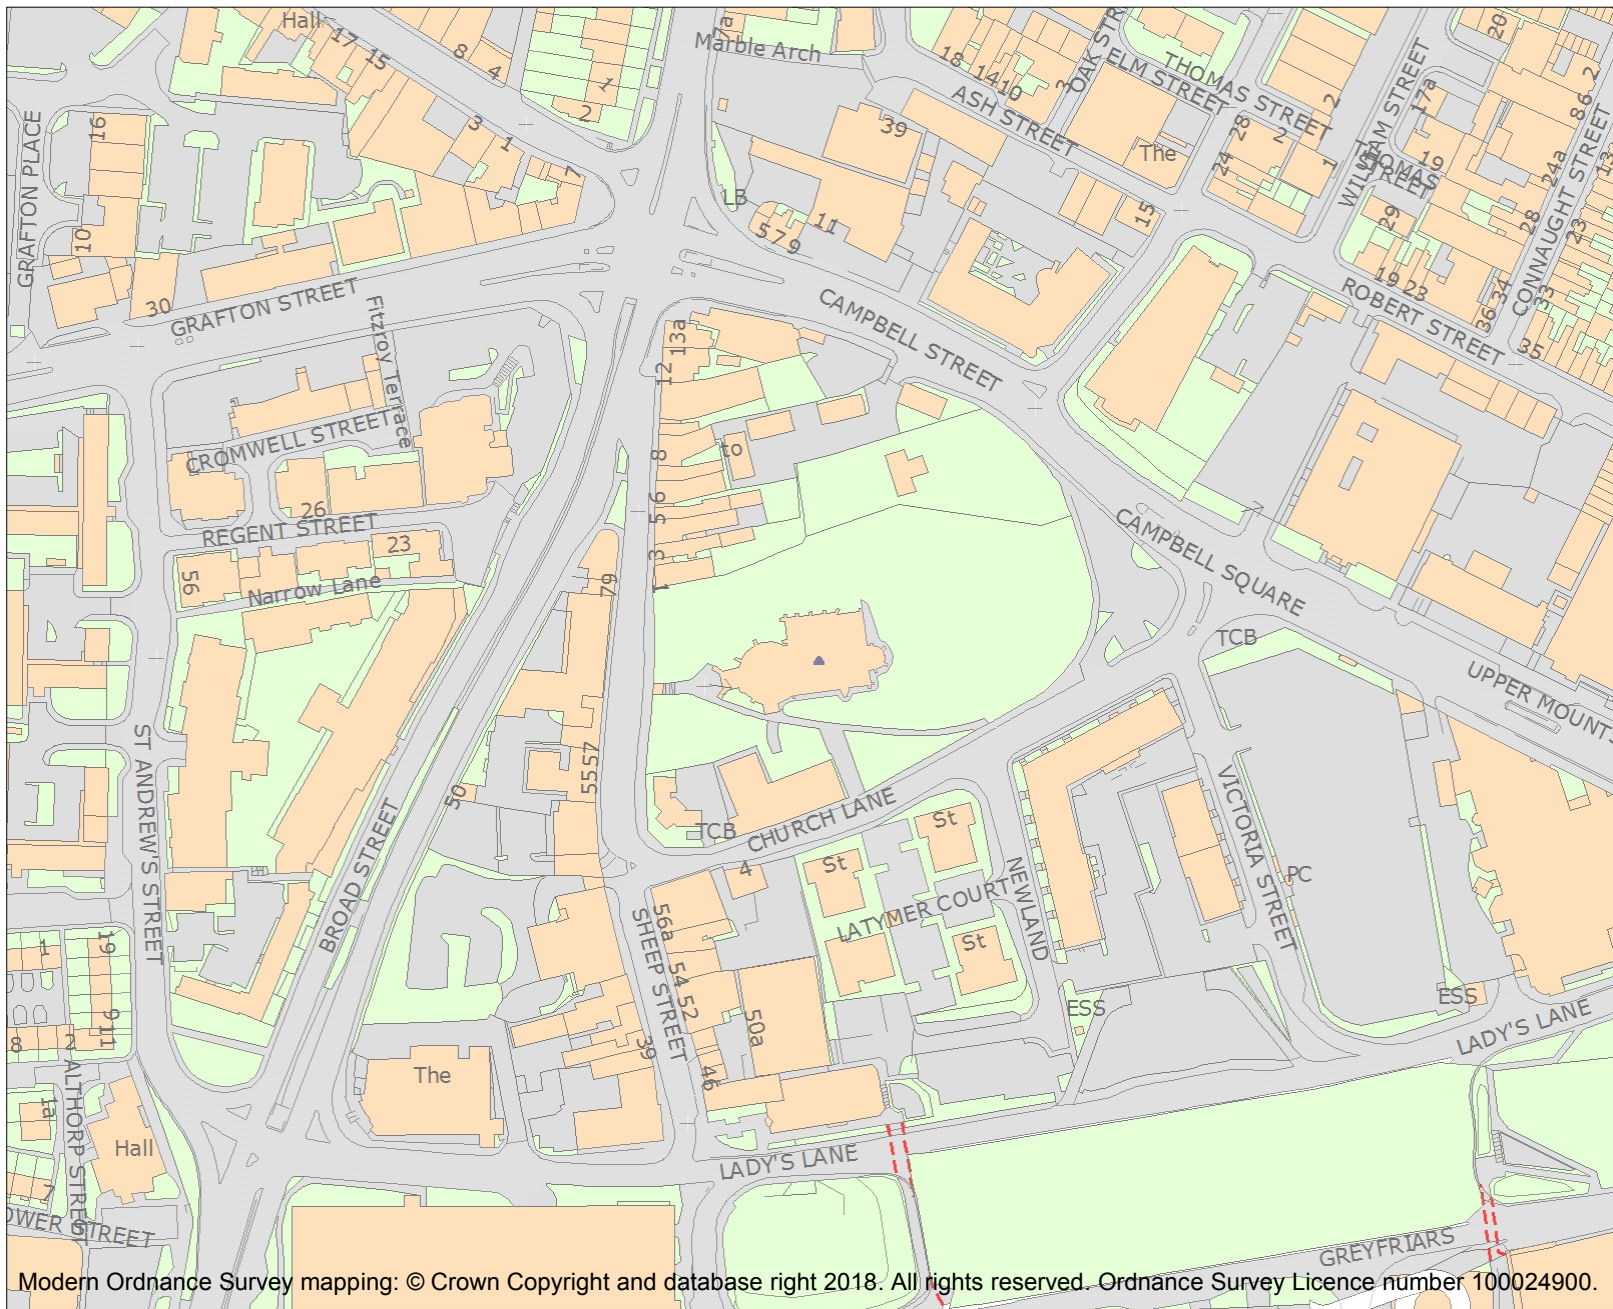 Hall
17
15
8
4
1
2
7a
Marble Arch
18
14
10
3
OAK STR
ELM STREET
THOMAS STREET
ASH STREET
20
2
6
8
17a
WILLIAM STREET
2
28
2
1
24
The
39
THOMAS
STREET
19
24a
13
CONNAUGHT STREET
GRAFTON PLACE
16
10
3
1
7
LB
5 7 9
11
15
29
28
23
19 23
34
36
33
35
ROBERT STREET
30
GRAFTON STREET
Fitzroy Terrace
CAMPBELL STREET
13a
12
CROMWELL STREET
8
to
6
5
3
1
26
REGENT STREET
23
56
Narrow Lane
79
CAMPBELL SQUARE
TCB
UPPER MOUNTS
ST ANDREW'S STREET
5557
50
BROAD STREET
TCB
CHURCH LANE
4
St
St
St
LATYMER COURT
NEWLAND
VICTORIA STREET
PC
SHEEP STREET
56a
54 52
50a
46
39
ESS
ESS
LADY'S LANE
1
19
9
11
8
2
1a
ALTHORP STREET
Hall
The
7
OWER STREET
LADY'S LANE
GREYFRIARS
Modern Ordnance Survey mapping: © Crown Copyright and database right 2018. All rights reserved. Ordnance Survey Licence number 100024900.